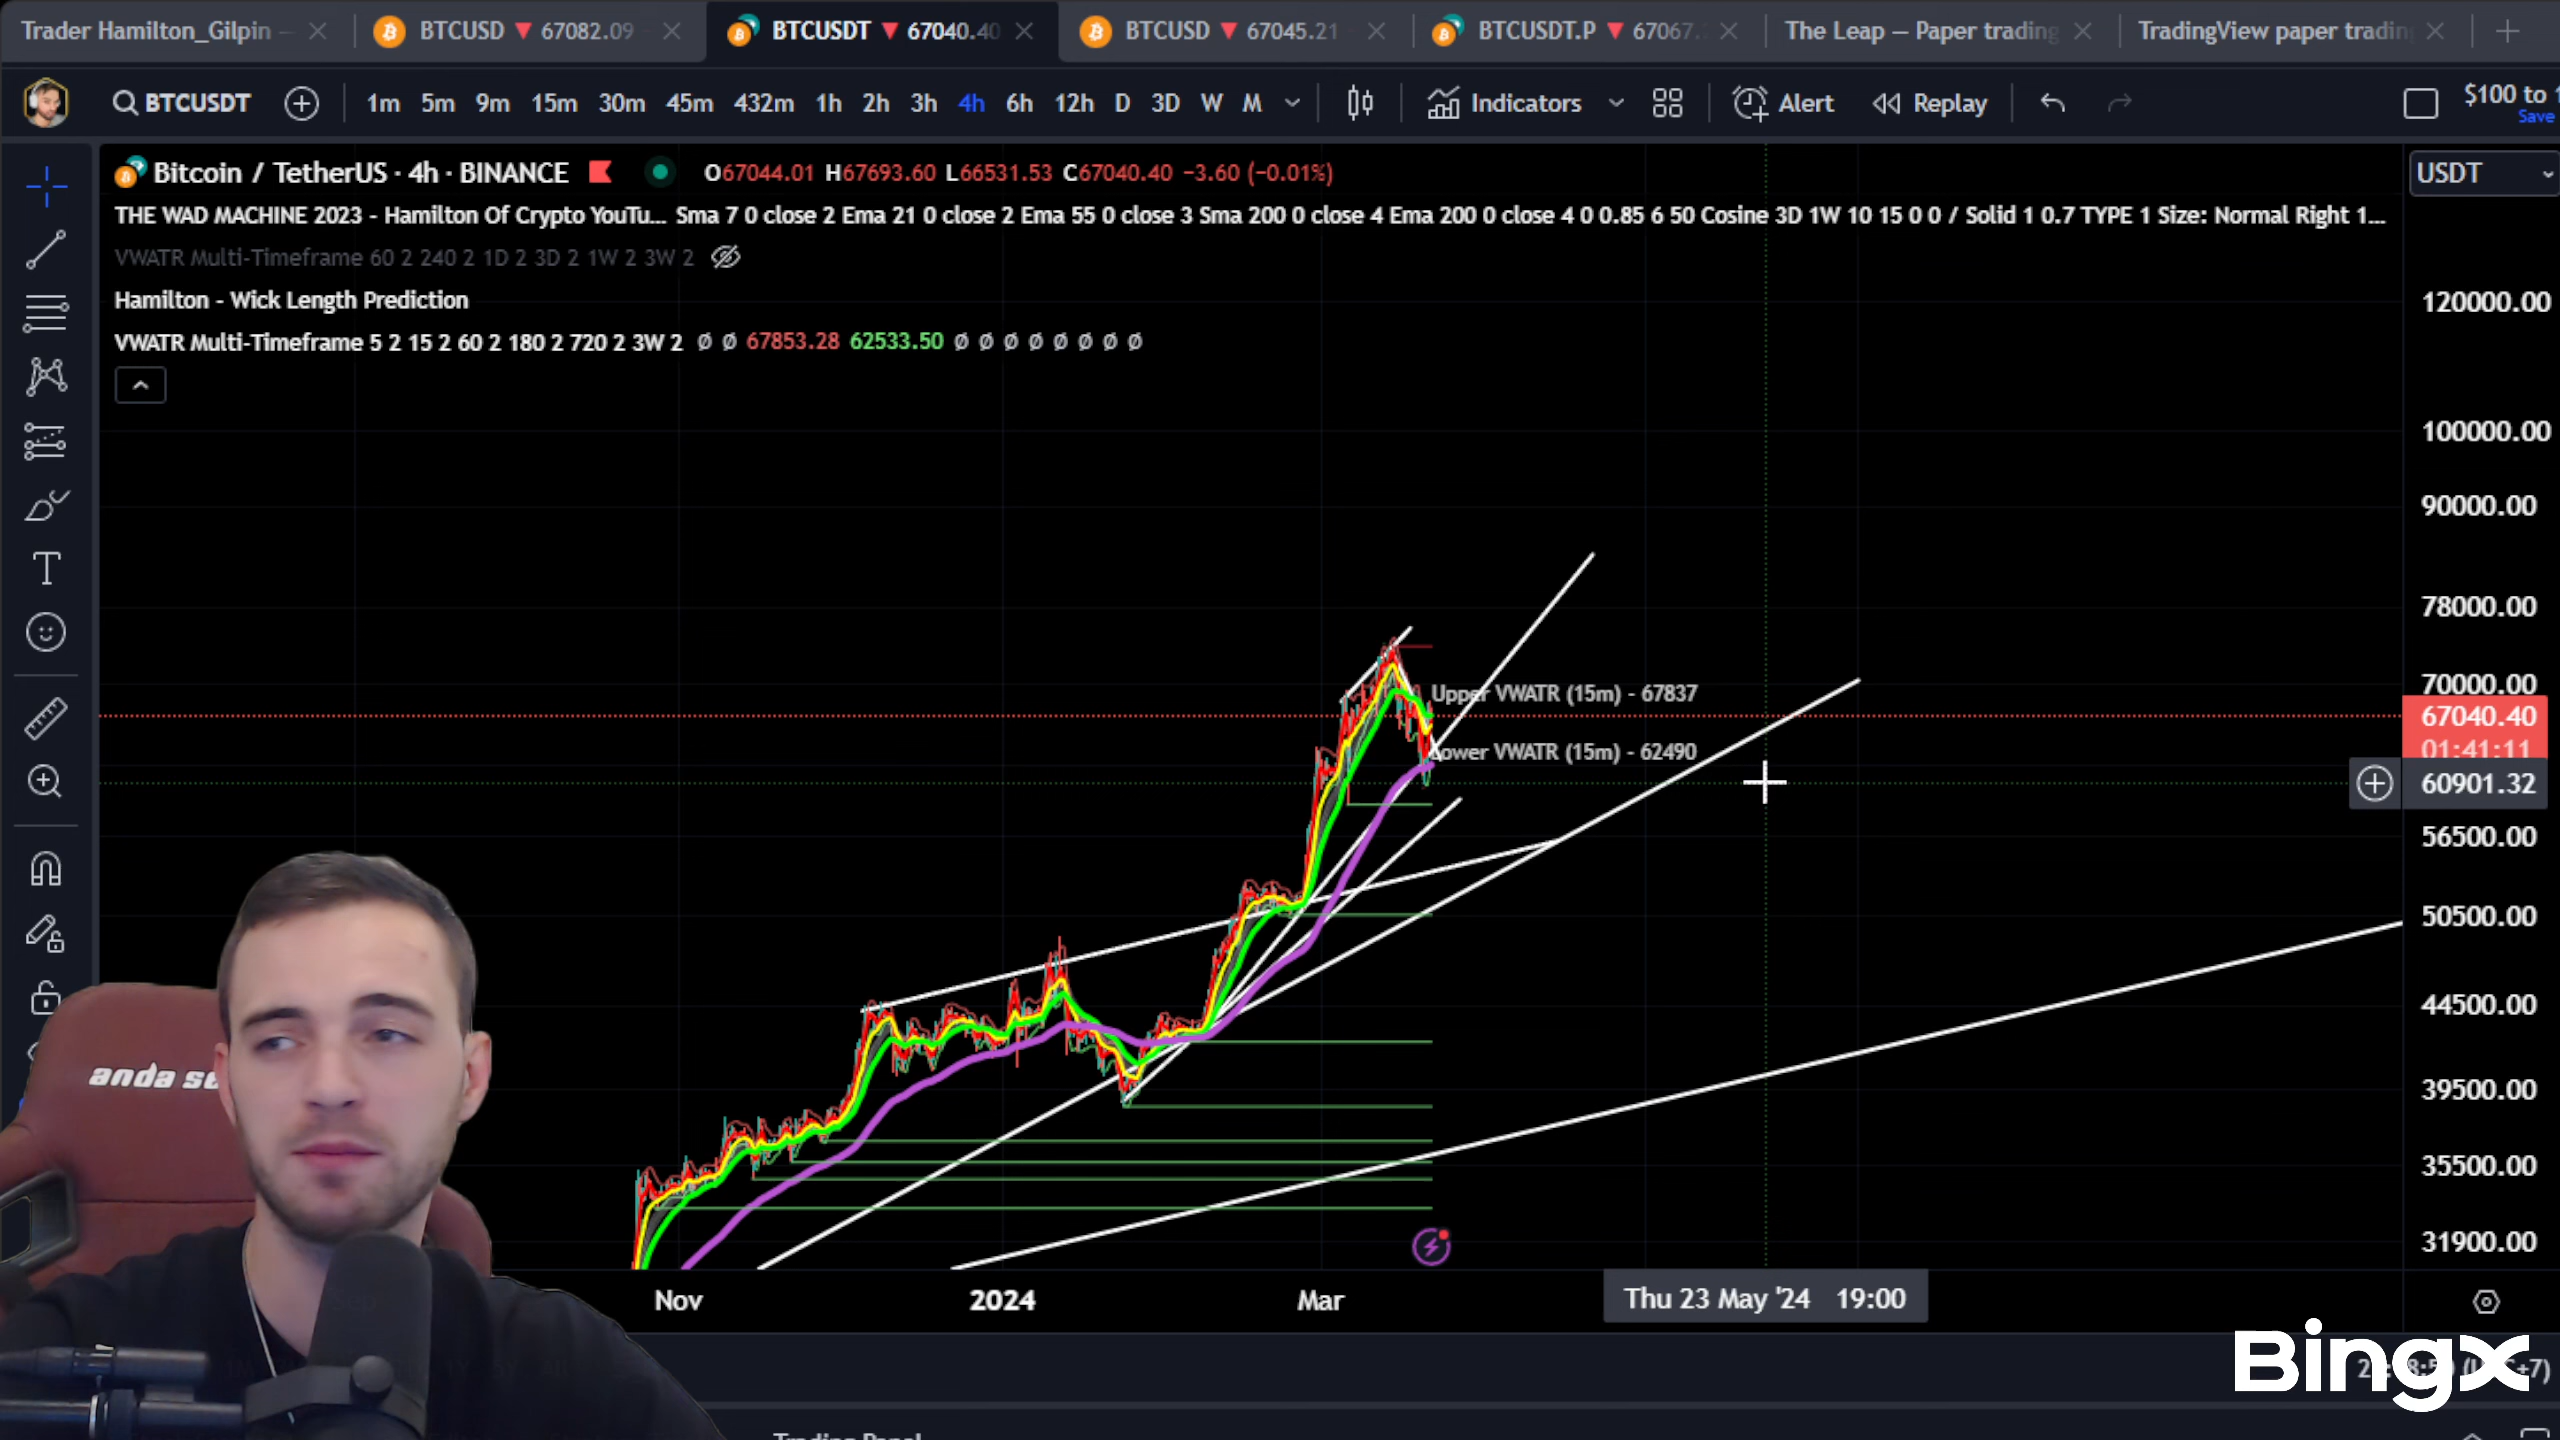 Trader Hamilton_Gilpin —
BTCUSD ▼ 67082.09
BTCUSDT ▼ 67040.40
BTCUSD ▼ 67045.21
BTCUSDT.P ▼ 67067.
The Leap — Paper trading
TradingView paper trading
BTCUSDT
1m 5m 9m 15m 30m 45m 432m 1h 2h 3h 4h 6h 12h D 3D W M
Indicators
Alert
Replay
$100 to 1
Save
Bitcoin / TetherUS · 4h · BINANCE
O67044.01 H67693.60 L66531.53 C67040.40 −3.60 (−0.01%)
USDT
THE WAD MACHINE 2023 - Hamilton Of Crypto YouTu... Sma 7 0 close 2 Ema 21 0 close 2 Ema 55 0 close 3 Sma 200 0 close 4 Ema 200 0 close 4 0 0.85 6 50 Cosine 3D 1W 10 15 0 0 / Solid 1 0.7 TYPE 1 Size: Normal Right 1...
VWATR Multi-Timeframe 60 2 240 2 1D 2 3D 2 1W 2 3W 2
Hamilton - Wick Length Prediction
VWATR Multi-Timeframe 5 2 15 2 60 2 180 2 720 2 3W 2 ø ø 67853.28 62533.50 ø ø ø ø ø ø ø ø
120000.00
100000.00
90000.00
78000.00
70000.00
67040.40
01:41:11
60901.32
56500.00
50500.00
44500.00
39500.00
35500.00
31900.00
Upper VWATR (15m) - 67837
Lower VWATR (15m) - 62490
anda se
Nov
2024
Mar
Thu 23 May '24 19:00
BingX
+7)
Trading Panel